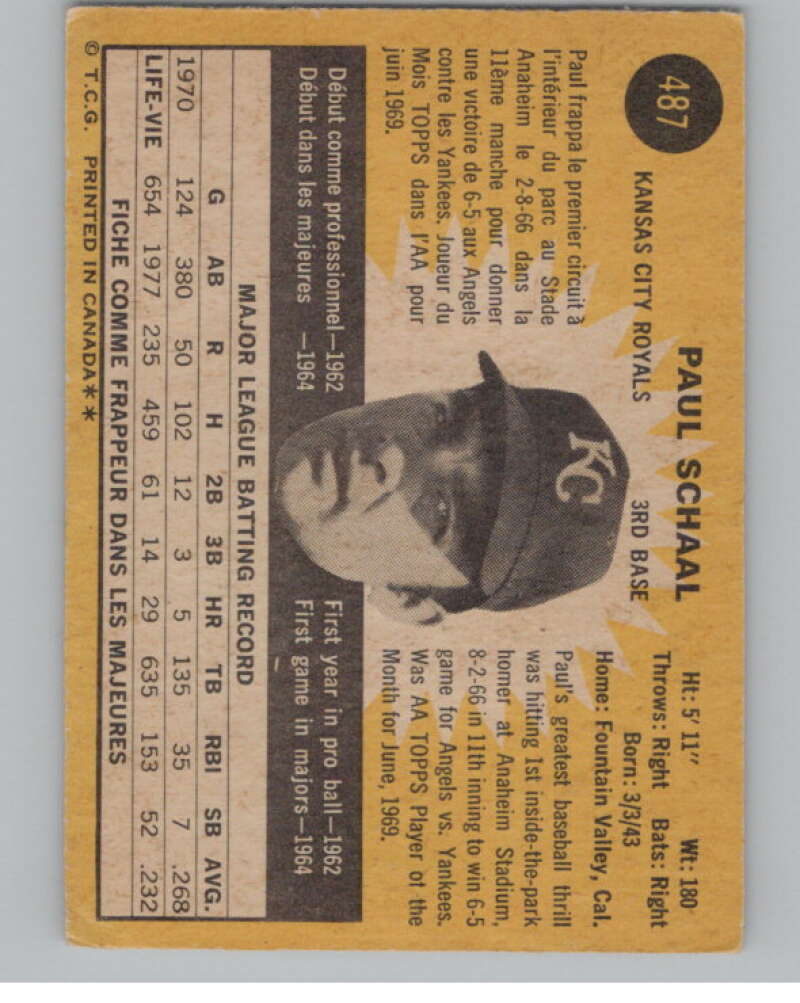 487
PAUL SCHAAL
KANSAS CITY ROYALS 3RD BASE
Ht: 5' 11" Wt: 180
Throws: Right Bats: Right
Born: 3/3/43
Home: Fountain Valley, Cal.
Paul frappa le premier circuit à
l'intérieur du parc au Stade
Anaheim le 2-8-66 dans la
11ème manche pour donner
une victoire de 6-5 aux Angels
contre les Yankees. Joueur du
Mois TOPPS dans l'AA pour
juin 1969.
KC
Paul's greatest baseball thrill
was hitting 1st inside-the-park
homer at Anaheim Stadium,
8-2-66 in 11th inning to win 6-5
game for Angels vs. Yankees.
Was AA TOPPS Player of the
Month for June, 1969.
Début comme professionnel—1962
Début dans les majeures —1964
First year in pro ball—1962
First game in majors—1964
MAJOR LEAGUE BATTING RECORD
G AB R H 2B 3B HR TB RBI SB AVG.
1970 124 380 50 102 12 3 5 135 35 7 .268
LIFE-VIE 654 1977 235 459 61 14 29 635 153 52 .232
FICHE COMME FRAPPEUR DANS LES MAJEURES
© T.C.G. PRINTED IN CANADA**